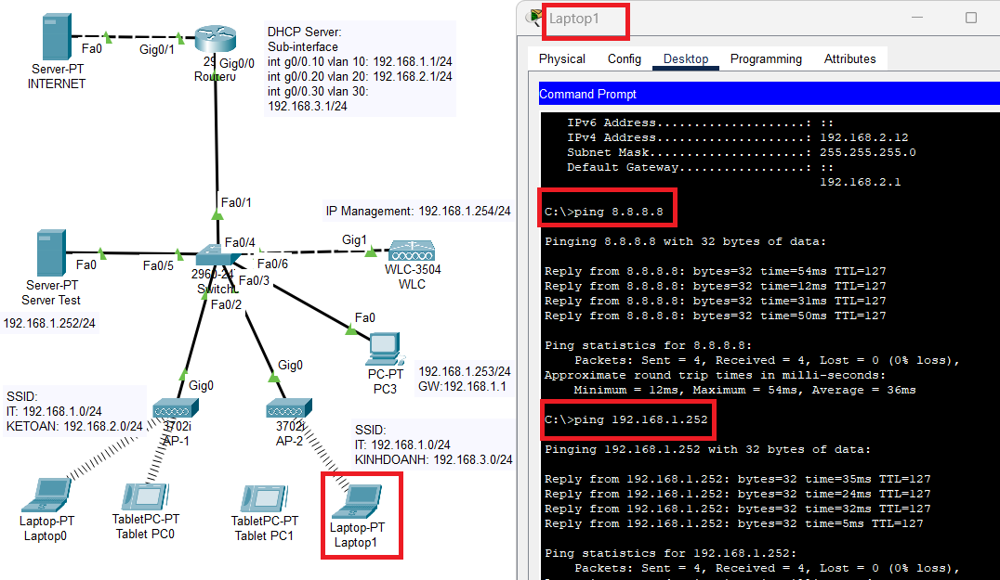 Fa0
Gig0/1
Server-PT
INTERNET
Gig0/0
DHCP Server:
Sub-interface
int g0/0.10 vlan 10: 192.168.1.1/24
int g0/0.20 vlan 20: 192.168.2.1/24
int g0/0.30 vlan 30:
192.168.3.1/24
Fa0/1
IP Management: 192.168.1.254/24
Fa0/4
Gig1
Fa0
Fa0/5
Fa0/6
WLC-3504
WLC
Fa0/3
Server-PT
Server Test
Fa0/2
192.168.1.252/24
Fa0
PC-PT
PC3
192.168.1.253/24
GW:192.168.1.1
Gig0
Gig0
SSID:
IT: 192.168.1.0/24
KETOAN: 192.168.2.0/24
3702i
AP-1
3702i
AP-2
SSID:
IT: 192.168.1.0/24
KINHDOANH: 192.168.3.0/24
Laptop-PT
Laptop0
TabletPC-PT
Tablet PC0
TabletPC-PT
Tablet PC1
Laptop-PT
Laptop1
Laptop1
Physical Config Desktop Programming Attributes
Command Prompt
IPv6 Address....................: ::
IPv4 Address....................: 192.168.2.12
Subnet Mask.....................: 255.255.255.0
Default Gateway.................: ::
192.168.2.1
C:\>ping 8.8.8.8
Pinging 8.8.8.8 with 32 bytes of data:
Reply from 8.8.8.8: bytes=32 time=54ms TTL=127
Reply from 8.8.8.8: bytes=32 time=12ms TTL=127
Reply from 8.8.8.8: bytes=32 time=31ms TTL=127
Reply from 8.8.8.8: bytes=32 time=50ms TTL=127
Ping statistics for 8.8.8.8:
Packets: Sent = 4, Received = 4, Lost = 0 (0% loss),
Approximate round trip times in milli-seconds:
Minimum = 12ms, Maximum = 54ms, Average = 36ms
C:\>ping 192.168.1.252
Pinging 192.168.1.252 with 32 bytes of data:
Reply from 192.168.1.252: bytes=32 time=35ms TTL=127
Reply from 192.168.1.252: bytes=32 time=24ms TTL=127
Reply from 192.168.1.252: bytes=32 time=32ms TTL=127
Reply from 192.168.1.252: bytes=32 time=5ms TTL=127
Ping statistics for 192.168.1.252:
Packets: Sent = 4, Received = 4, Lost = 0 (0% loss),